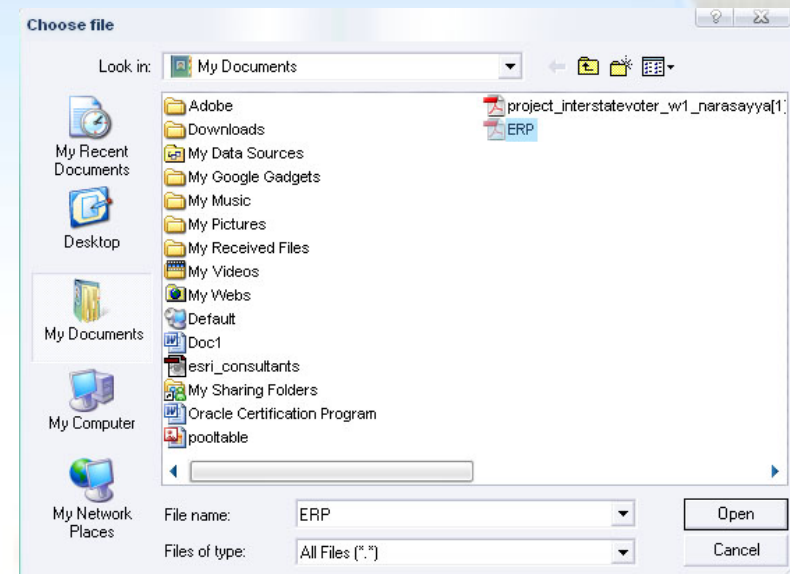 Choose file
Look in:
My Documents
My Recent
Documents
Desktop
My Documents
My Computer
My Network
Places
Adobe
Downloads
My Data Sources
My Google Gadgets
My Music
My Pictures
My Received Files
My Videos
My Webs
Default
Doc1
esri_consultants
My Sharing Folders
Oracle Certification Program
pooltable
project_interstatevoter_w1_narasayya[1]
ERP
File name:
ERP
Open
Files of type:
All Files (*.*)
Cancel